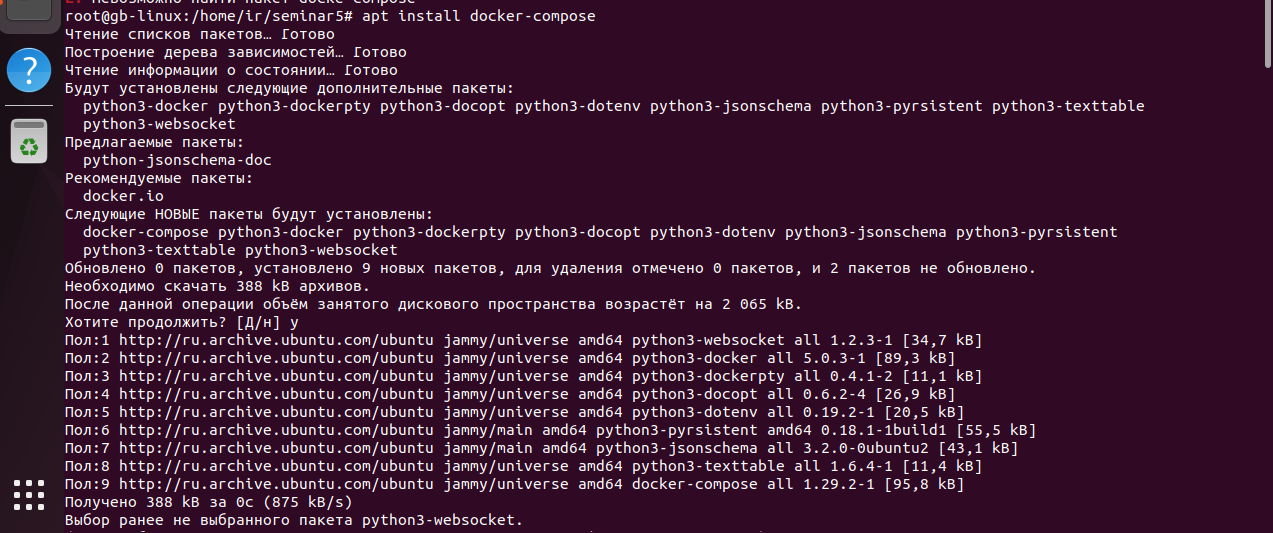 root@gb-linux:/home/ir/seminar5# apt install docker-compose
Чтение списков пакетов… Готово
Построение дерева зависимостей… Готово
Чтение информации о состоянии… Готово
Будут установлены следующие дополнительные пакеты:
  python3-docker python3-dockerpty python3-docopt python3-dotenv python3-jsonschema python3-pyrsistent python3-texttable
  python3-websocket
Предлагаемые пакеты:
  python-jsonschema-doc
Рекомендуемые пакеты:
  docker.io
Следующие НОВЫЕ пакеты будут установлены:
  docker-compose python3-docker python3-dockerpty python3-docopt python3-dotenv python3-jsonschema python3-pyrsistent
  python3-texttable python3-websocket
Обновлено 0 пакетов, установлено 9 новых пакетов, для удаления отмечено 0 пакетов, и 2 пакетов не обновлено.
Необходимо скачать 388 kB архивов.
После данной операции объём занятого дискового пространства возрастёт на 2 065 kB.
Хотите продолжить? [Д/н] y
Пол:1 http://ru.archive.ubuntu.com/ubuntu jammy/universe amd64 python3-websocket all 1.2.3-1 [34,7 kB]
Пол:2 http://ru.archive.ubuntu.com/ubuntu jammy/universe amd64 python3-docker all 5.0.3-1 [89,3 kB]
Пол:3 http://ru.archive.ubuntu.com/ubuntu jammy/universe amd64 python3-dockerpty all 0.4.1-2 [11,1 kB]
Пол:4 http://ru.archive.ubuntu.com/ubuntu jammy/universe amd64 python3-docopt all 0.6.2-4 [26,9 kB]
Пол:5 http://ru.archive.ubuntu.com/ubuntu jammy/universe amd64 python3-dotenv all 0.19.2-1 [20,5 kB]
Пол:6 http://ru.archive.ubuntu.com/ubuntu jammy/main amd64 python3-pyrsistent amd64 0.18.1-1build1 [55,5 kB]
Пол:7 http://ru.archive.ubuntu.com/ubuntu jammy/main amd64 python3-jsonschema all 3.2.0-0ubuntu2 [43,1 kB]
Пол:8 http://ru.archive.ubuntu.com/ubuntu jammy/universe amd64 python3-texttable all 1.6.4-1 [11,4 kB]
Пол:9 http://ru.archive.ubuntu.com/ubuntu jammy/universe amd64 docker-compose all 1.29.2-1 [95,8 kB]
Получено 388 kB за 0с (875 kB/s)
Выбор ранее не выбранного пакета python3-websocket.